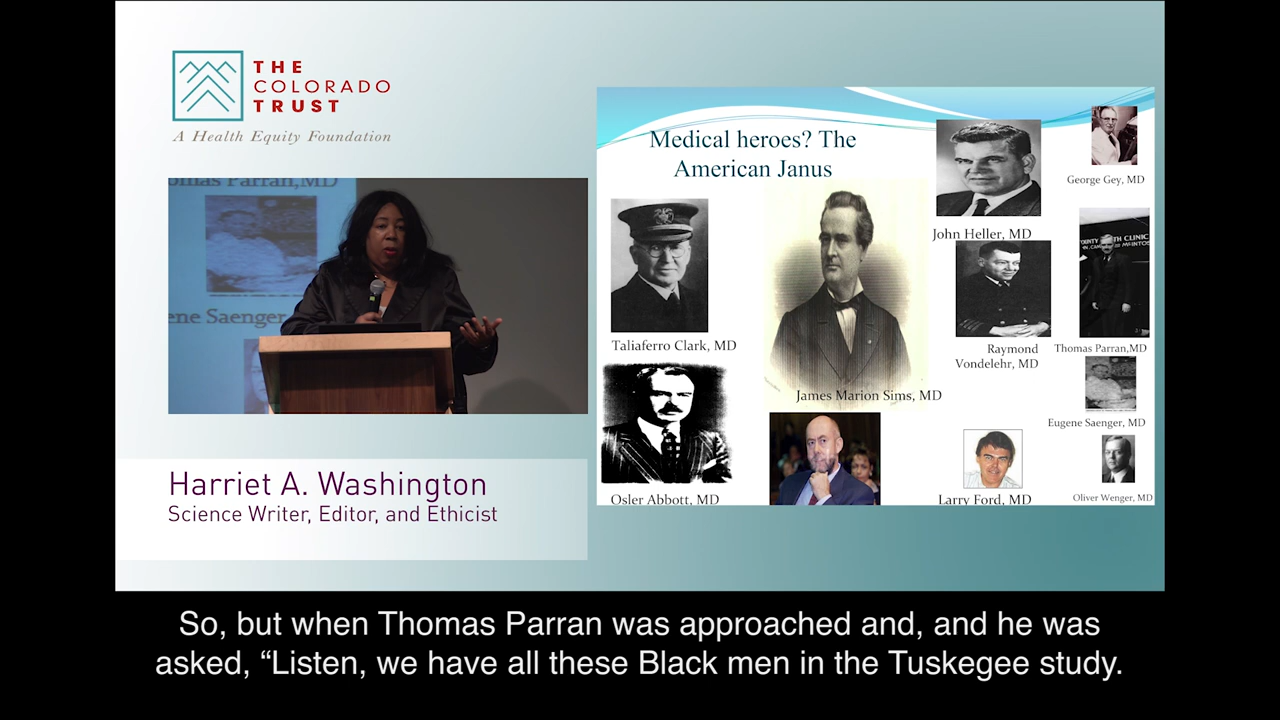 THE
COLORADO
TRUST
A Health Equity Foundation
omas Parran,MD
ene Saenger,
Harriet A. Washington
Science Writer, Editor, and Ethicist
Medical heroes? The
American Janus
Taliaferro Clark, MD
Osler Abbott, MD
James Marion Sims, MD
John Heller, MD
Raymond
Vondelehr, MD
Larry Ford, MD
George Gey, MD
Thomas Parran,MD
Eugene Saenger, MD
Oliver Wenger, MD
So, but when Thomas Parran was approached and, and he was
asked, “Listen, we have all these Black men in the Tuskegee study.